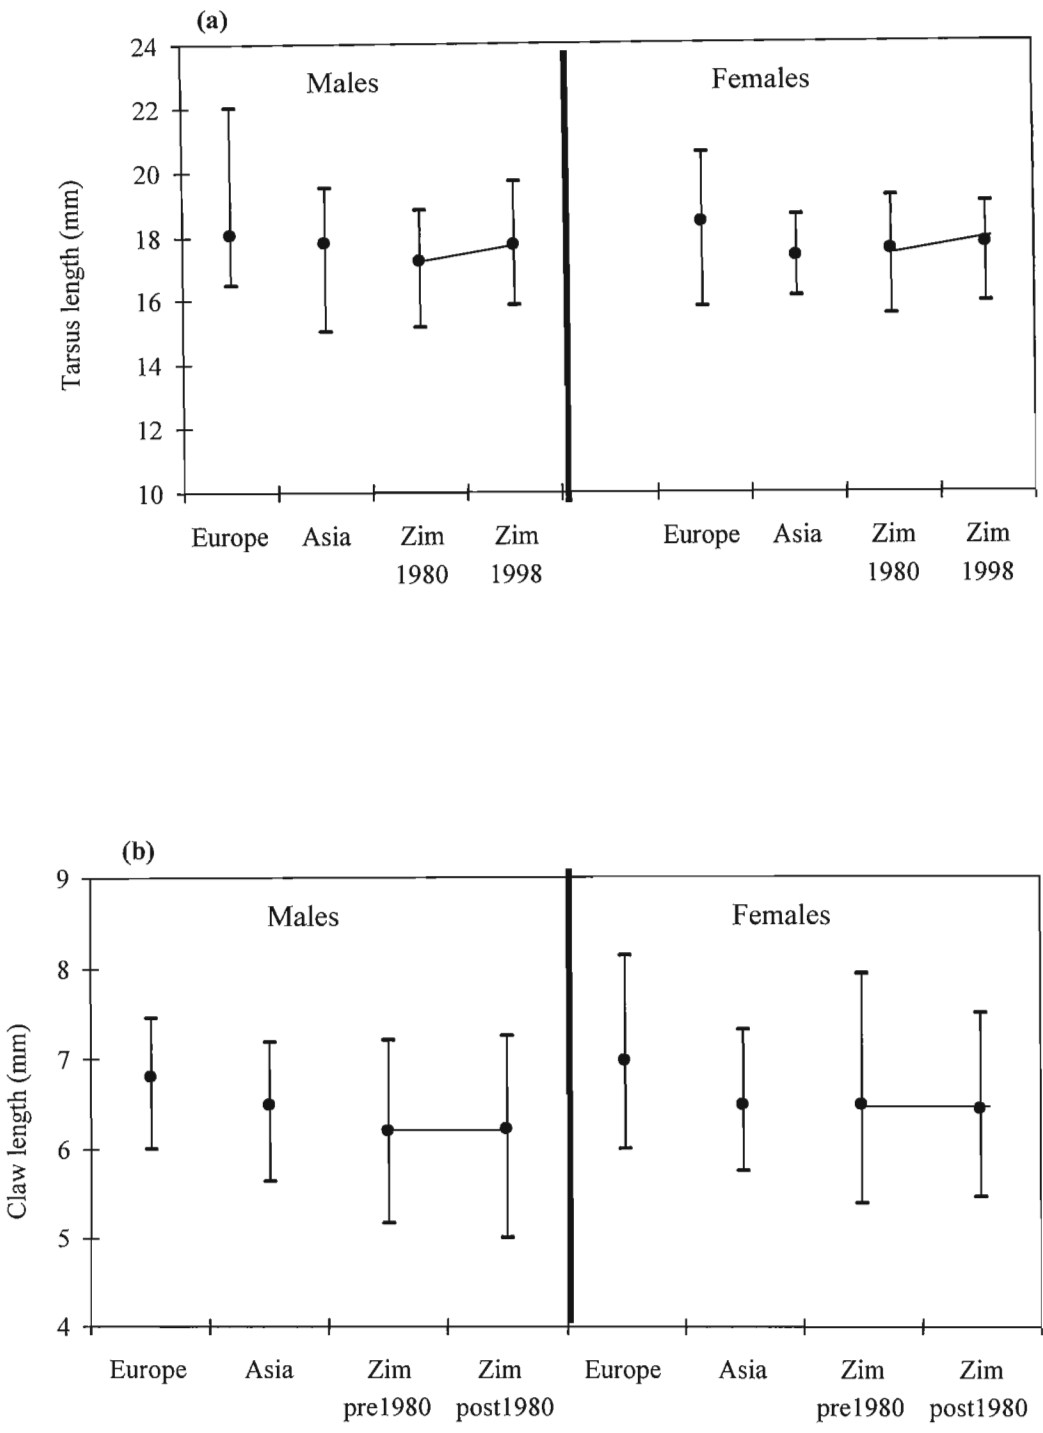 (a)
24
22
20
18
16
14
12
10
Tarsus length (mm)
Males
Females
Europe Asia Zim Zim Europe Asia Zim Zim
1980 1998 1980 1998
(b)
9
8
7
6
5
4
Claw length (mm)
Males
Females
Europe Asia Zim Zim Europe Asia Zim Zim
pre1980 post1980 pre1980 post1980